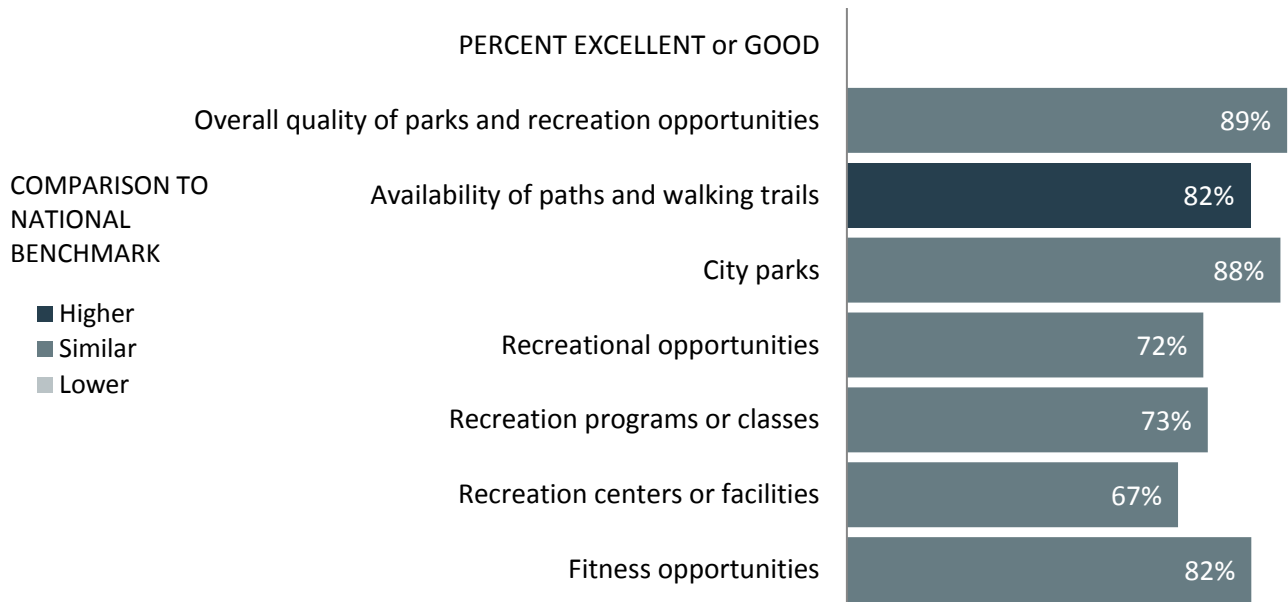 PERCENT EXCELLENT or GOOD
Overall quality of parks and recreation opportunities 89%
COMPARISON TO
NATIONAL
BENCHMARK
Higher
Similar
Lower
Availability of paths and walking trails 82%
City parks 88%
Recreational opportunities 72%
Recreation programs or classes 73%
Recreation centers or facilities 67%
Fitness opportunities 82%